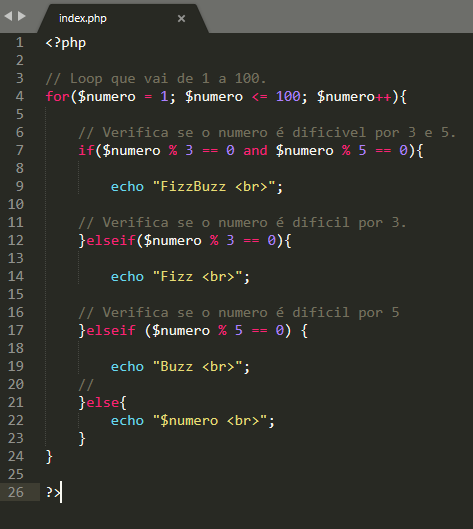 index.php ×
1 <?php
2
3 // Loop que vai de 1 a 100.
4 for($numero = 1; $numero <= 100; $numero++){
5
6 // Verifica se o numero é dificivel por 3 e 5.
7 if($numero % 3 == 0 and $numero % 5 == 0){
8
9 echo "FizzBuzz <br>";
10
11 // Verifica se o numero é dificil por 3.
12 }elseif($numero % 3 == 0){
13
14 echo "Fizz <br>";
15
16 // Verifica se o numero é dificil por 5
17 }elseif ($numero % 5 == 0) {
18
19 echo "Buzz <br>";
20 //
21 }else{
22 echo "$numero <br>";
23 }
24 }
25
26 ?>